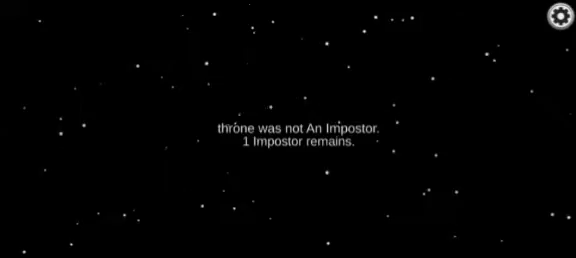 throne was not An Impostor.
1 Impostor remains.